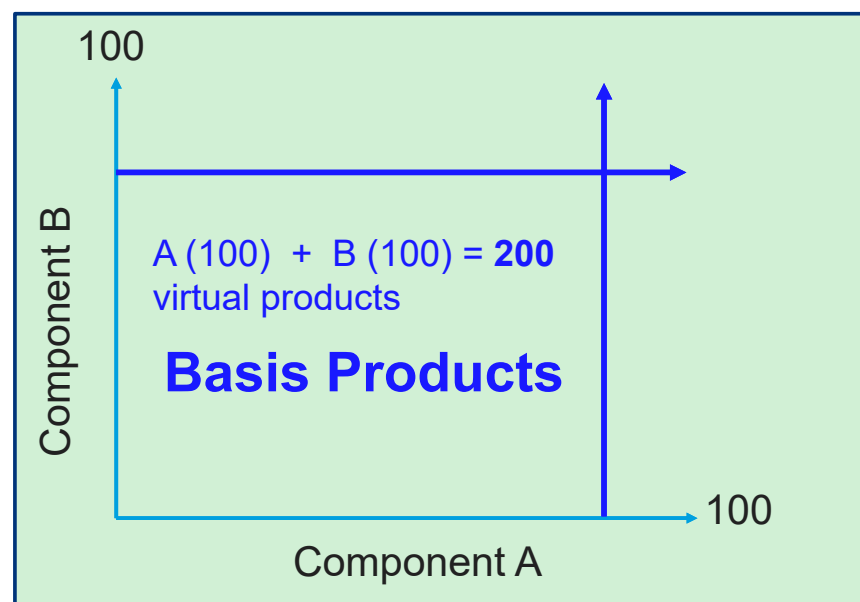 100
Component B
A (100) + B (100) = 200
virtual products
Basis Products
100
Component A